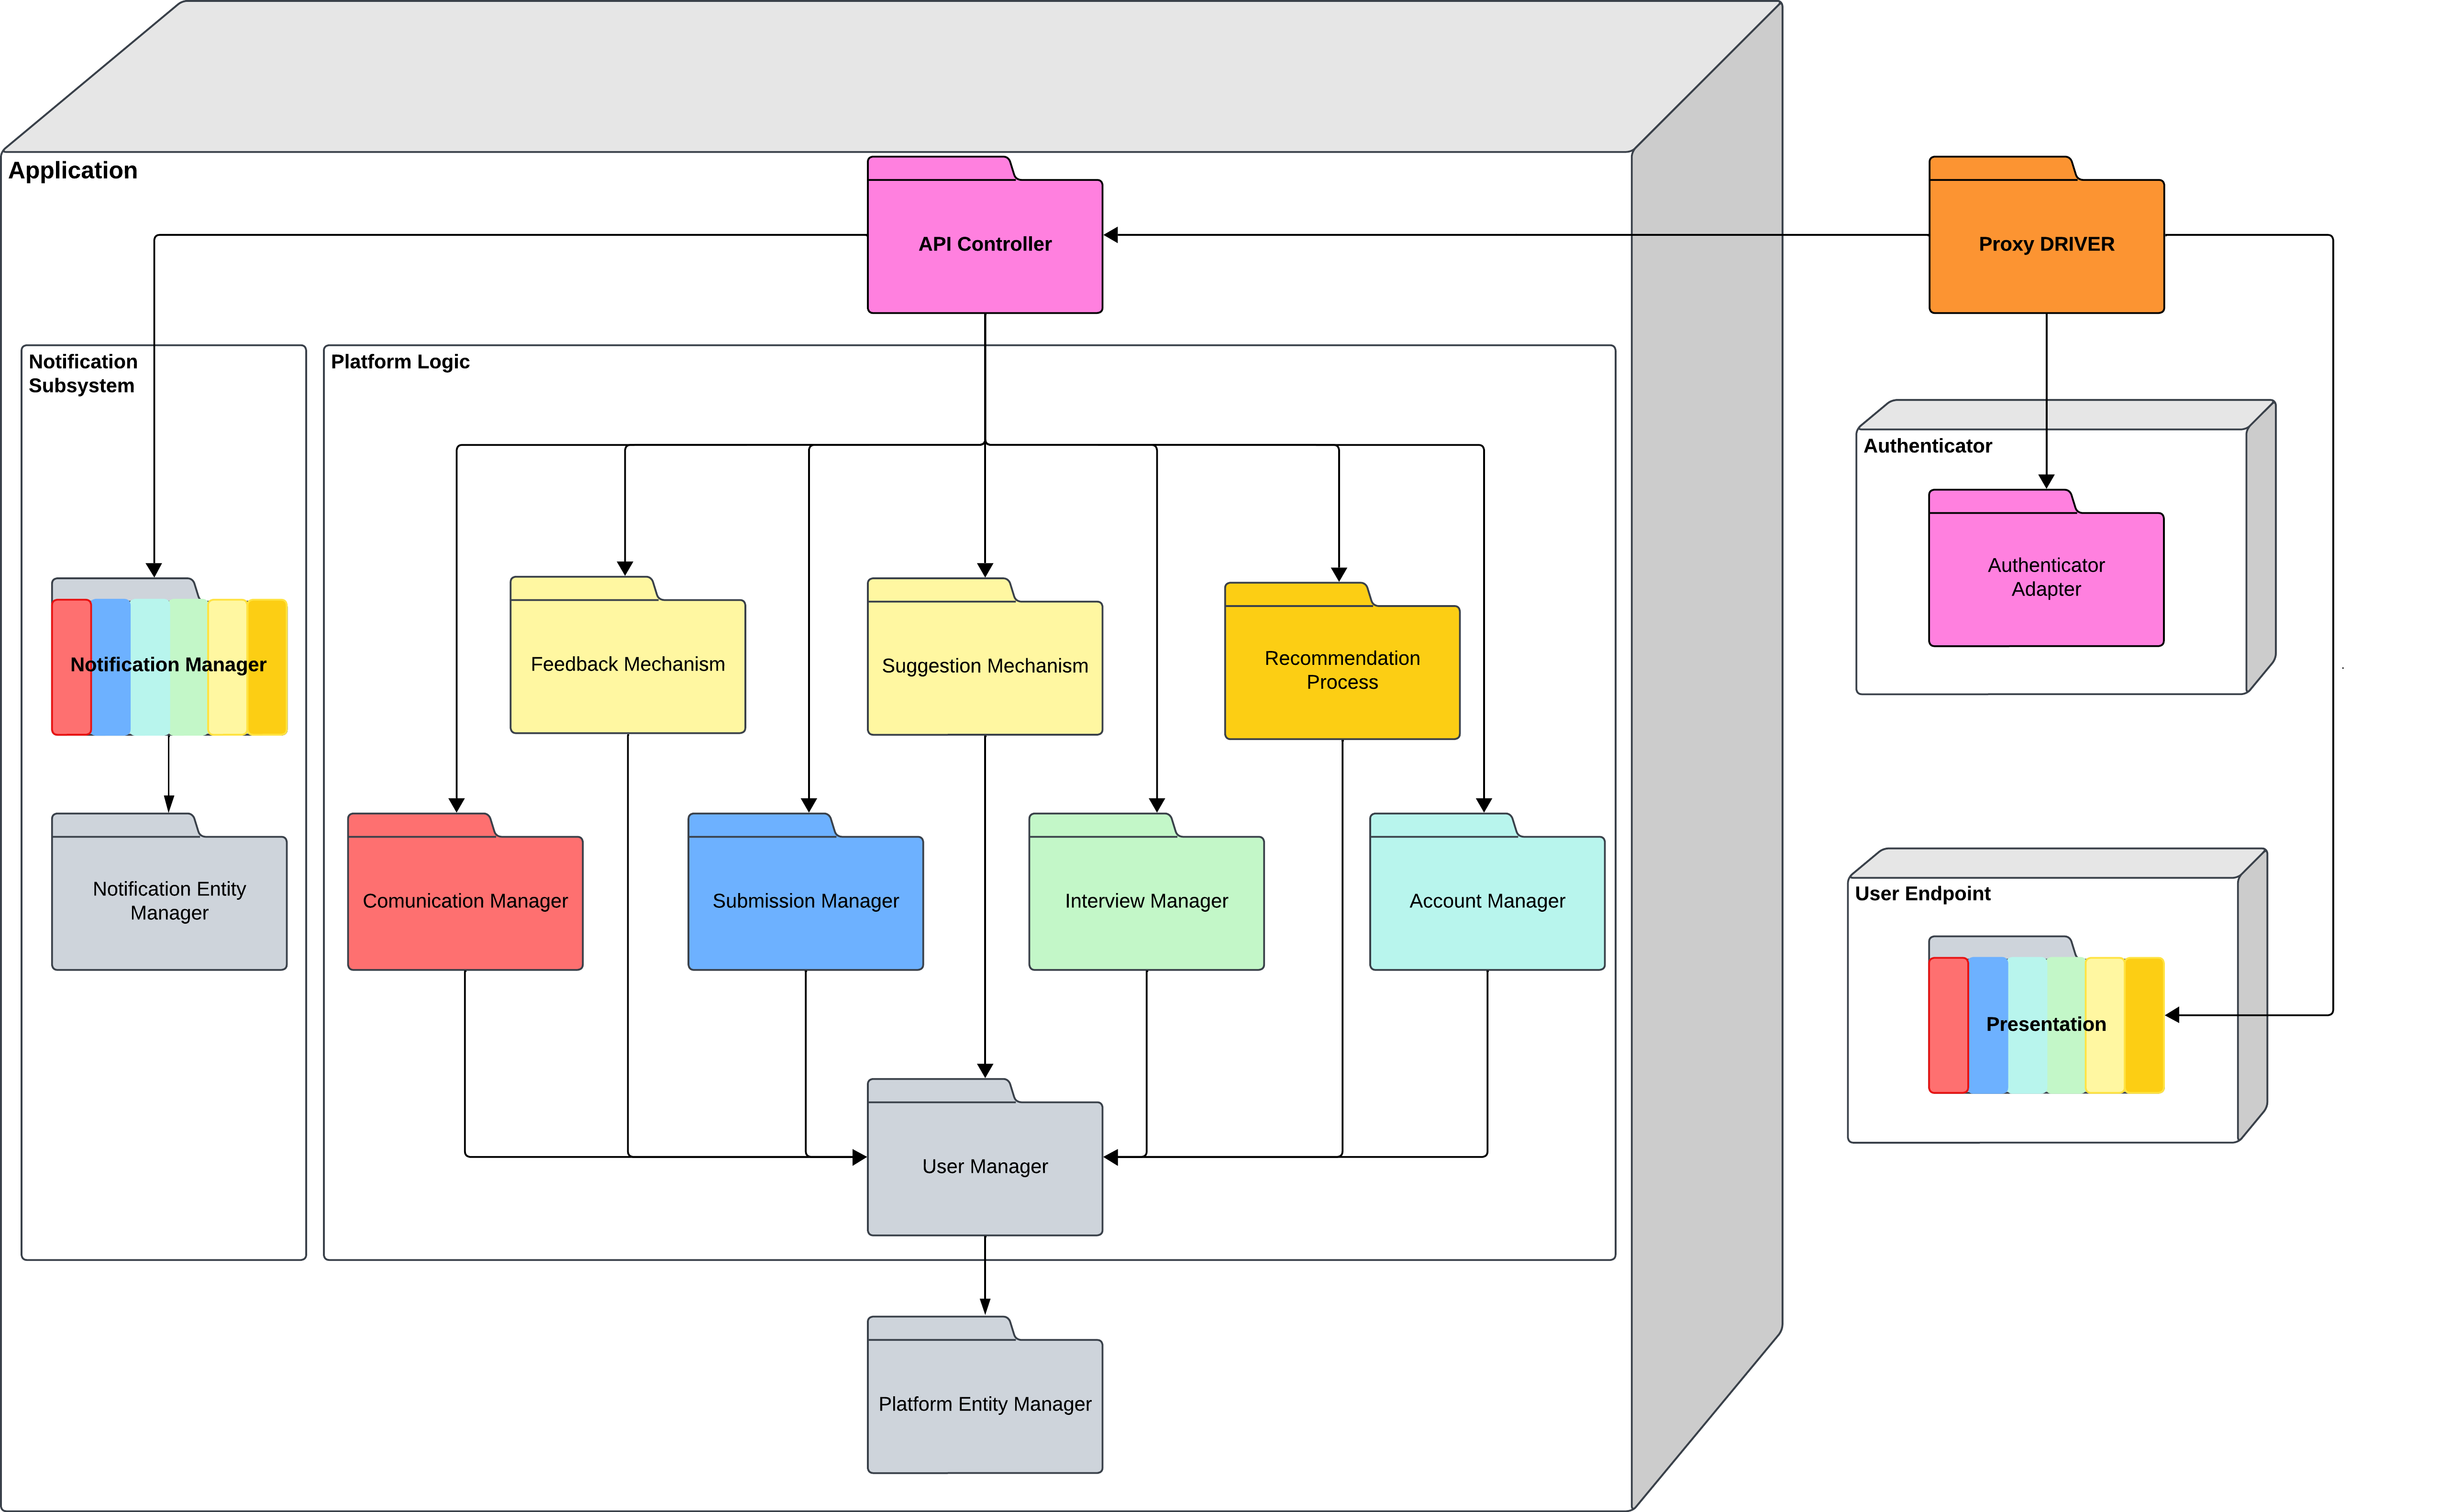 Application
API Controller
Proxy DRIVER
Notification
Subsystem
Platform Logic
Authenticator
Authenticator
Adapter
Notification Manager
Feedback Mechanism
Suggestion Mechanism
Recommendation
Process
Notification Entity
Manager
Comunication Manager
Submission Manager
Interview Manager
Account Manager
User Endpoint
Presentation
User Manager
Platform Entity Manager